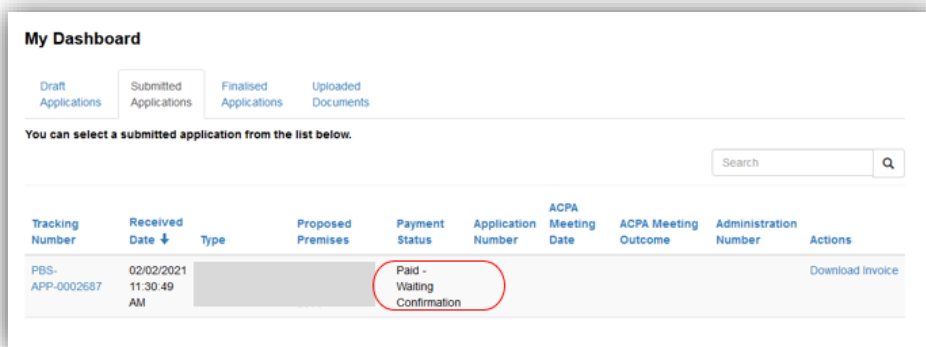 My Dashboard
Draft Applications
Submitted Applications
Finalised Applications
Uploaded Documents
You can select a submitted application from the list below.
Search
Tracking Number
Received Date
Type
Proposed Premises
Payment Status
Application Number
ACPA Meeting Date
ACPA Meeting Outcome
Administration Number
Actions
PBS-
APP-0002687
02/02/2021
11:30:49
AM
Paid -
Waiting
Confirmation
Download Invoice